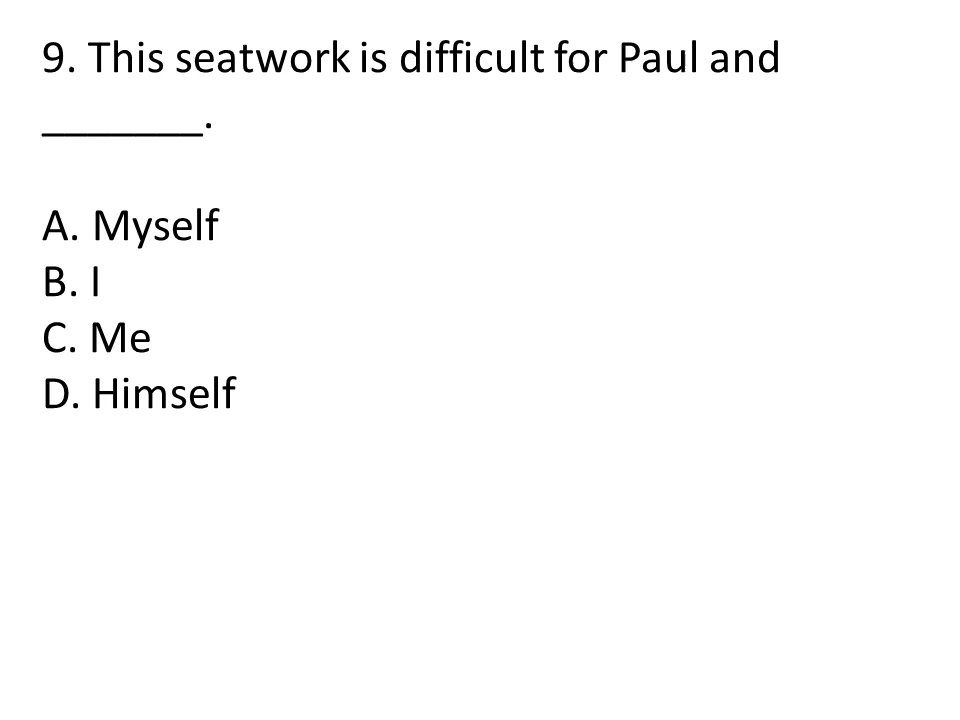 9. This seatwork is difficult for Paul and
_______.
A. Myself
B. I
C. Me
D. Himself